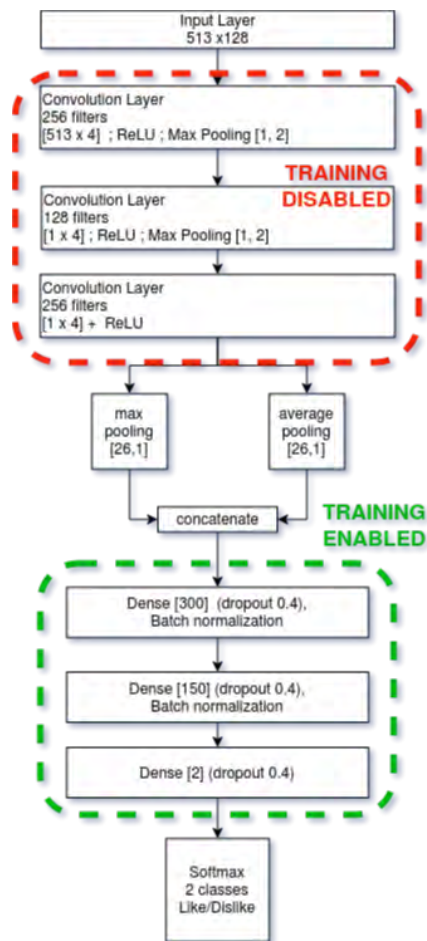 Input Layer
513 x128
Convolution Layer
256 filters
[513 x 4]  ; ReLU ; Max Pooling [1, 2]
TRAINING
DISABLED
Convolution Layer
128 filters
[1 x 4] ; ReLU ; Max Pooling [1, 2]
Convolution Layer
256 filters
[1 x 4] +  ReLU
max
pooling
[26,1]
average
pooling
[26,1]
concatenate
TRAINING
ENABLED
Dense [300]  (dropout 0.4),
Batch normalization
Dense [150] (dropout 0.4),
Batch normalization
Dense [2] (dropout 0.4)
Softmax
2 classes
Like/Dislike